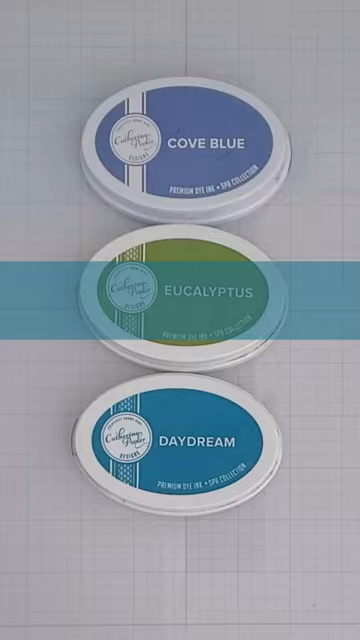 Catherine Pooler
DESIGNS
COVE BLUE
PREMIUM DYE INK • SPA COLLECTION
Catherine Pooler
DESIGNS
EUCALYPTUS
PREMIUM DYE INK • SPA COLLECTION
Catherine Pooler
DESIGNS
DAYDREAM
PREMIUM DYE INK • SPA COLLECTION